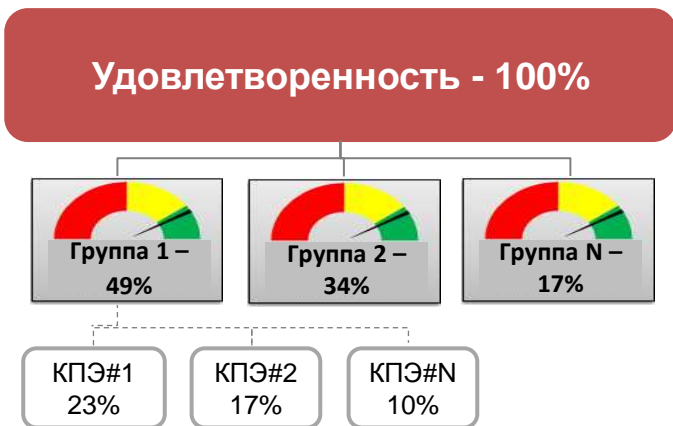 Удовлетворенность - 100%
Группа 1 –
49%
Группа 2 –
34%
Группа N –
17%
КПЭ#1
23%
КПЭ#2
17%
КПЭ#N
10%